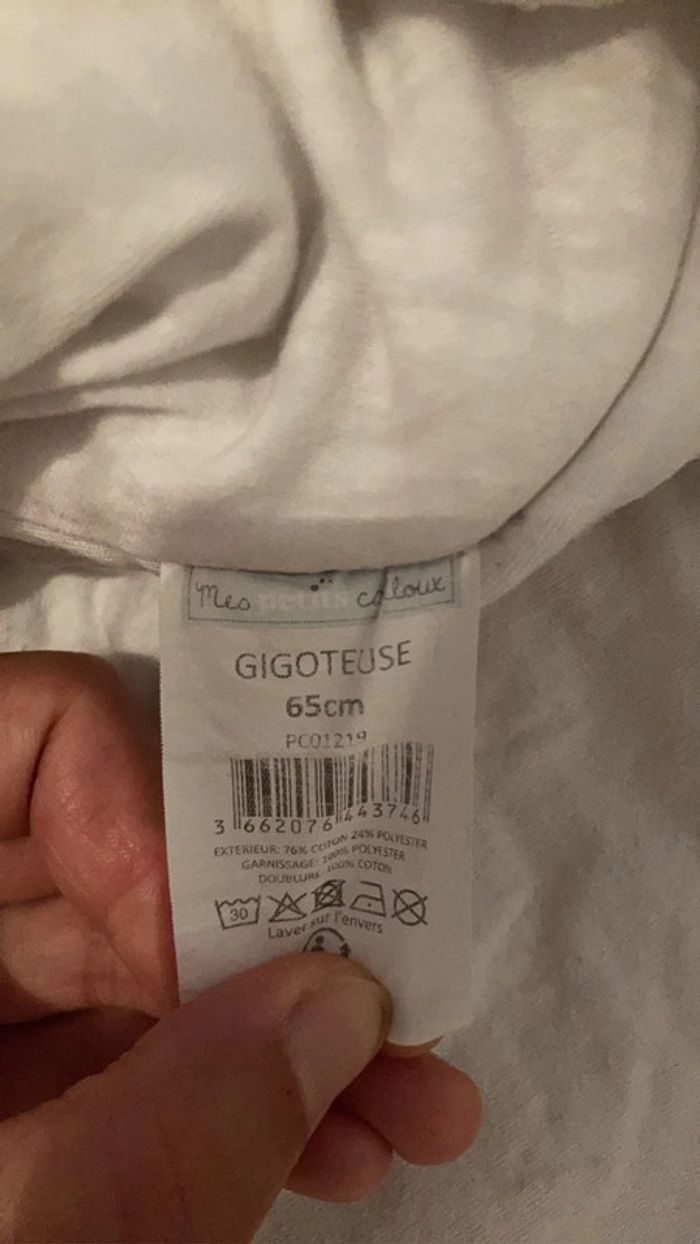 Mes petits câloux
GIGOTEUSE
65cm
PC01219
3 662076 443746
EXTERIEUR: 76% COTON 24% POLYESTER
GARNISSAGE: 100% POLYESTER
DOUBLURE: 100% COTON
30
Laver sur l'envers